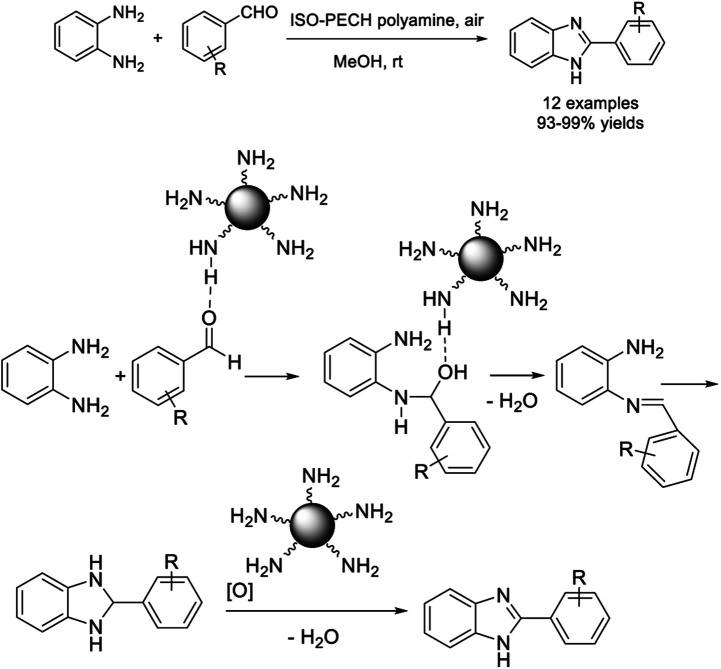 NH2
NH2
+
CHO
R
ISO-PECH polyamine, air
MeOH, rt
N
N
H
R
12 examples
93-99% yields
NH2
H2N
NH2
HN
NH2
H
O
H
NH2
NH2
+
R
NH2
H2N
NH2
HN
NH2
H
NH2
OH
N
H
R
- H2O
NH2
N
R
H
N
N
H
R
NH2
H2N
NH2
H2N
NH2
[O]
- H2O
N
N
H
R